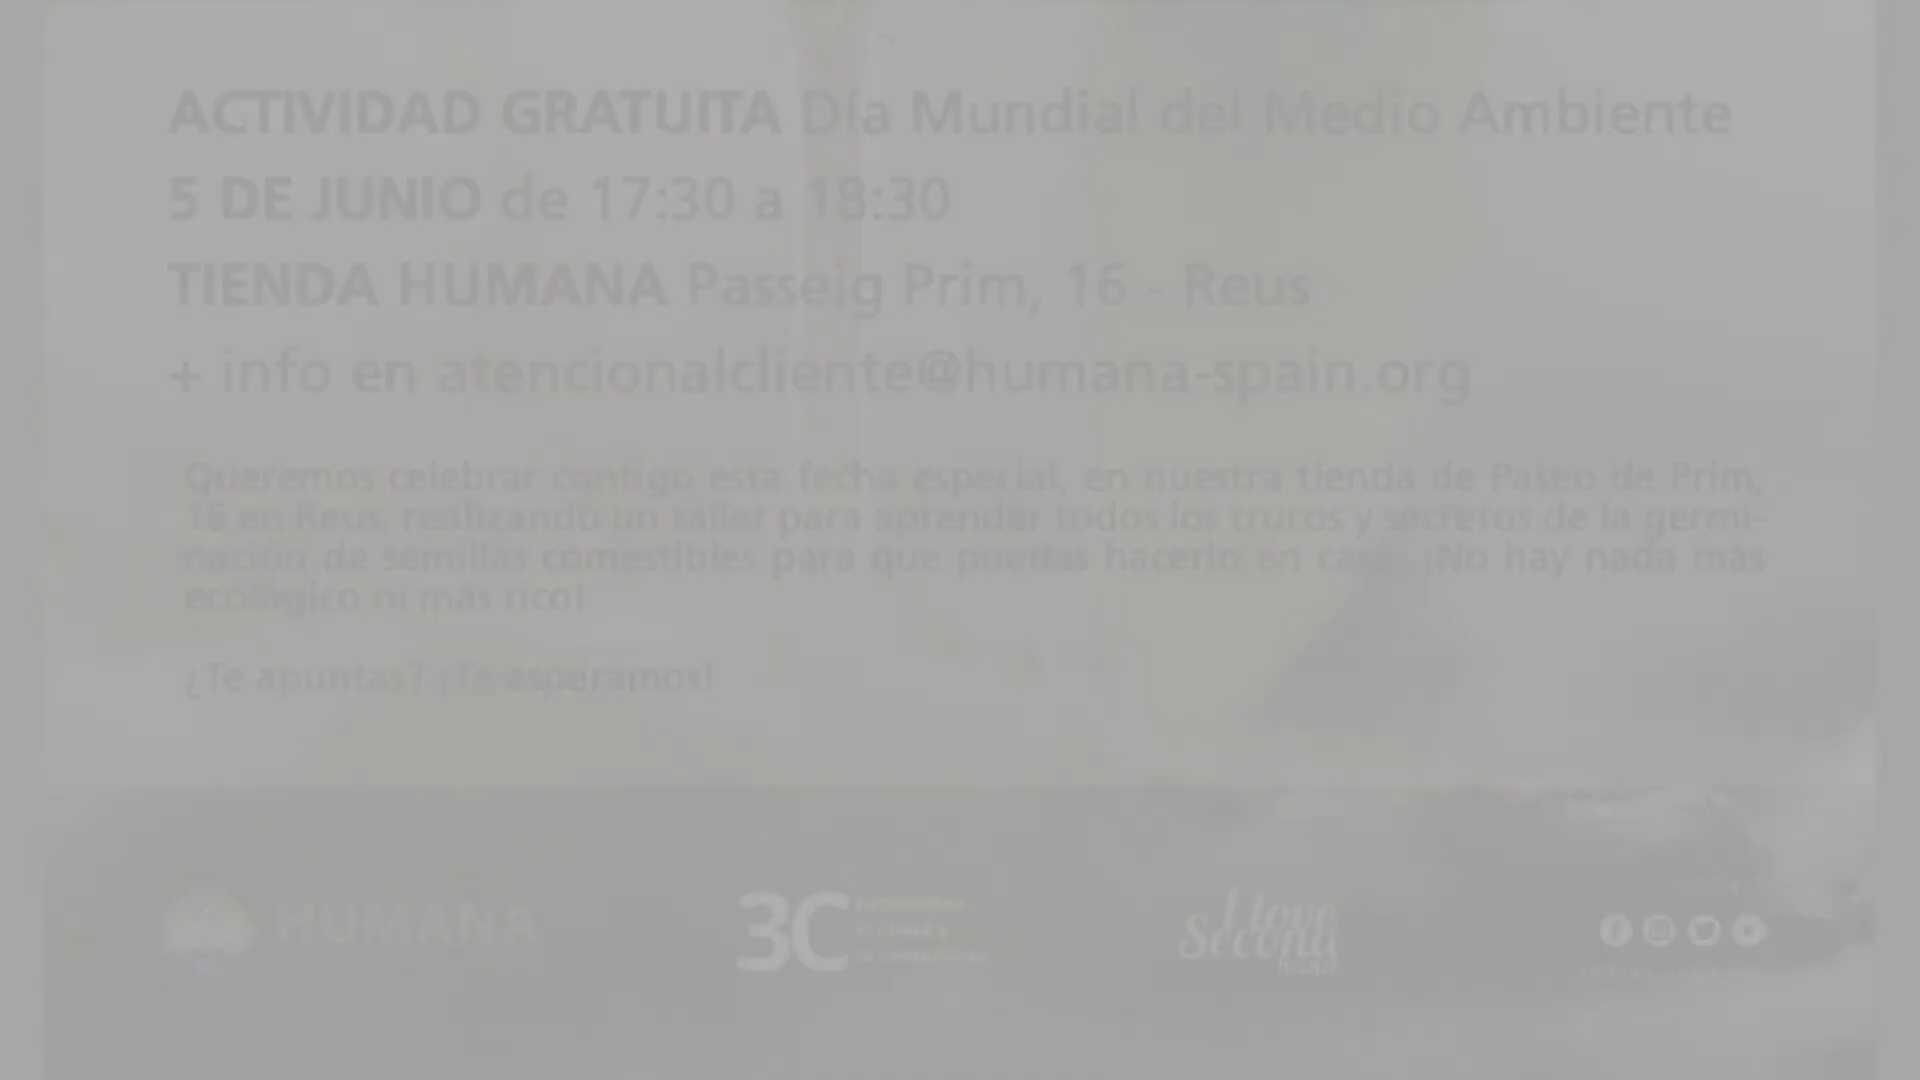 ACTIVIDAD GRATUITA Día Mundial del Medio Ambiente
5 DE JUNIO de 17:30 a 18:30
TIENDA HUMANA Passeig Prim, 16 - Reus
+ info en atencionalcliente@humana-spain.org
Queremos celebrar contigo esta fecha especial, en nuestra tienda de Paseo de Prim,
16 en Reus, realizando un taller para aprender todos los trucos y secretos de la germi-
nación de semillas comestibles para que puedas hacerlo en casa. ¡No hay nada más
ecológico ni más rico!
¿Te apuntas? ¡Te esperamos!
HUMANA
3C
I love
Second
hand